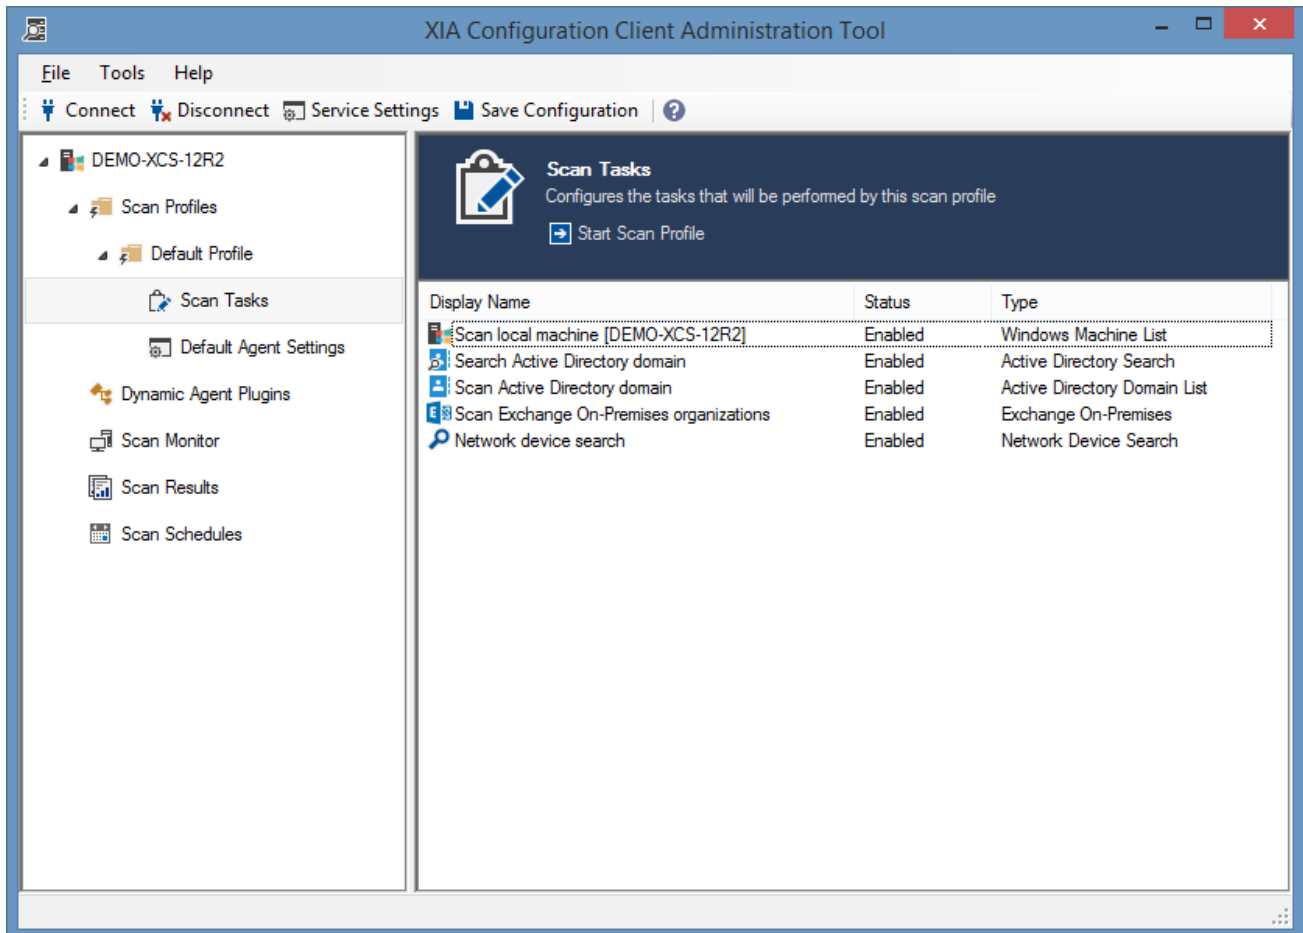 XIA Configuration Client Administration Tool
File Tools Help
Connect Disconnect Service Settings Save Configuration
DEMO-XCS-12R2
Scan Profiles
Default Profile
Scan Tasks
Default Agent Settings
Dynamic Agent Plugins
Scan Monitor
Scan Results
Scan Schedules
Scan Tasks
Configures the tasks that will be performed by this scan profile
Start Scan Profile
Display Name Status Type
Scan local machine [DEMO-XCS-12R2] Enabled Windows Machine List
Search Active Directory domain Enabled Active Directory Search
Scan Active Directory domain Enabled Active Directory Domain List
Scan Exchange On-Premises organizations Enabled Exchange On-Premises
Network device search Enabled Network Device Search